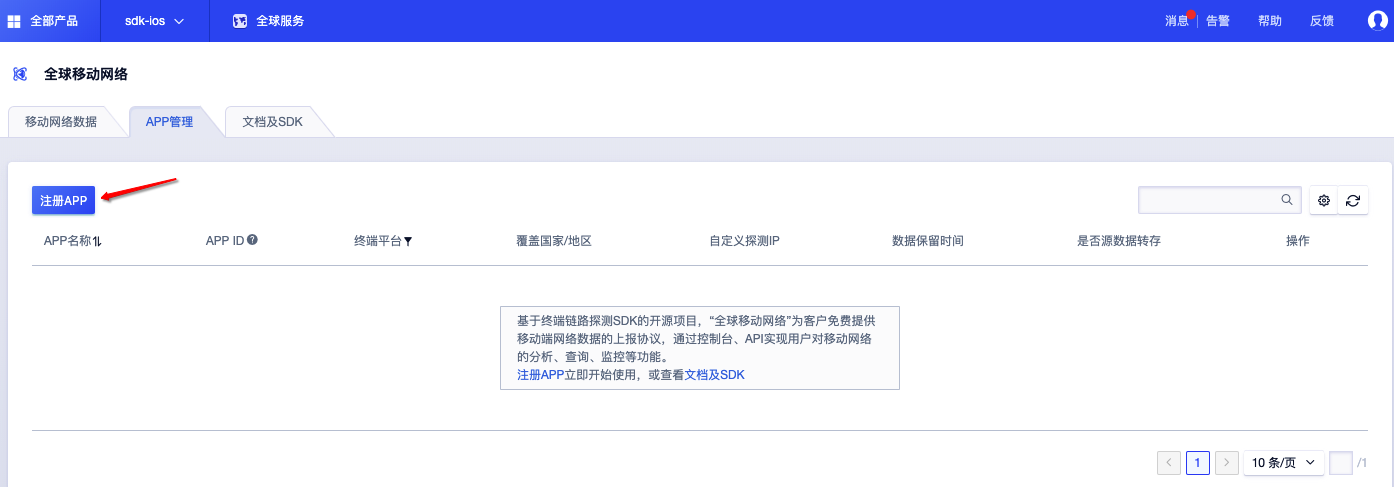 全部产品 sdk-ios 全球服务 消息 告警 帮助 反馈
全球移动网络
移动网络数据 APP管理 文档及SDK
注册APP
APP名称 APP ID 终端平台 覆盖国家/地区 自定义探测IP 数据保留时间 是否源数据转存 操作
基于终端链路探测SDK的开源项目，“全球移动网络”为客户免费提供
移动端网络数据的上报协议，通过控制台、API实现用户对移动网络
的分析、查询、监控等功能。
注册APP立即开始使用，或查看文档及SDK
1 10 条/页 /1